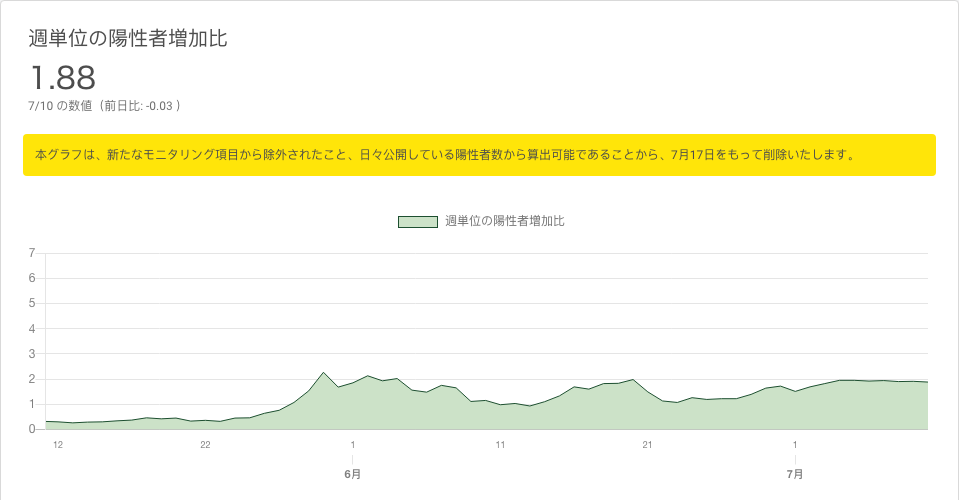 週単位の陽性者増加比
1.88
7/10 の数値（前日比: -0.03 ）
本グラフは、新たなモニタリング項目から除外されたこと、日々公開している陽性者数から算出可能であることから、7月17日をもって削除いたします。
週単位の陽性者増加比
7
6
5
4
3
2
1
0
12 22 1 11 21 1
6月 7月